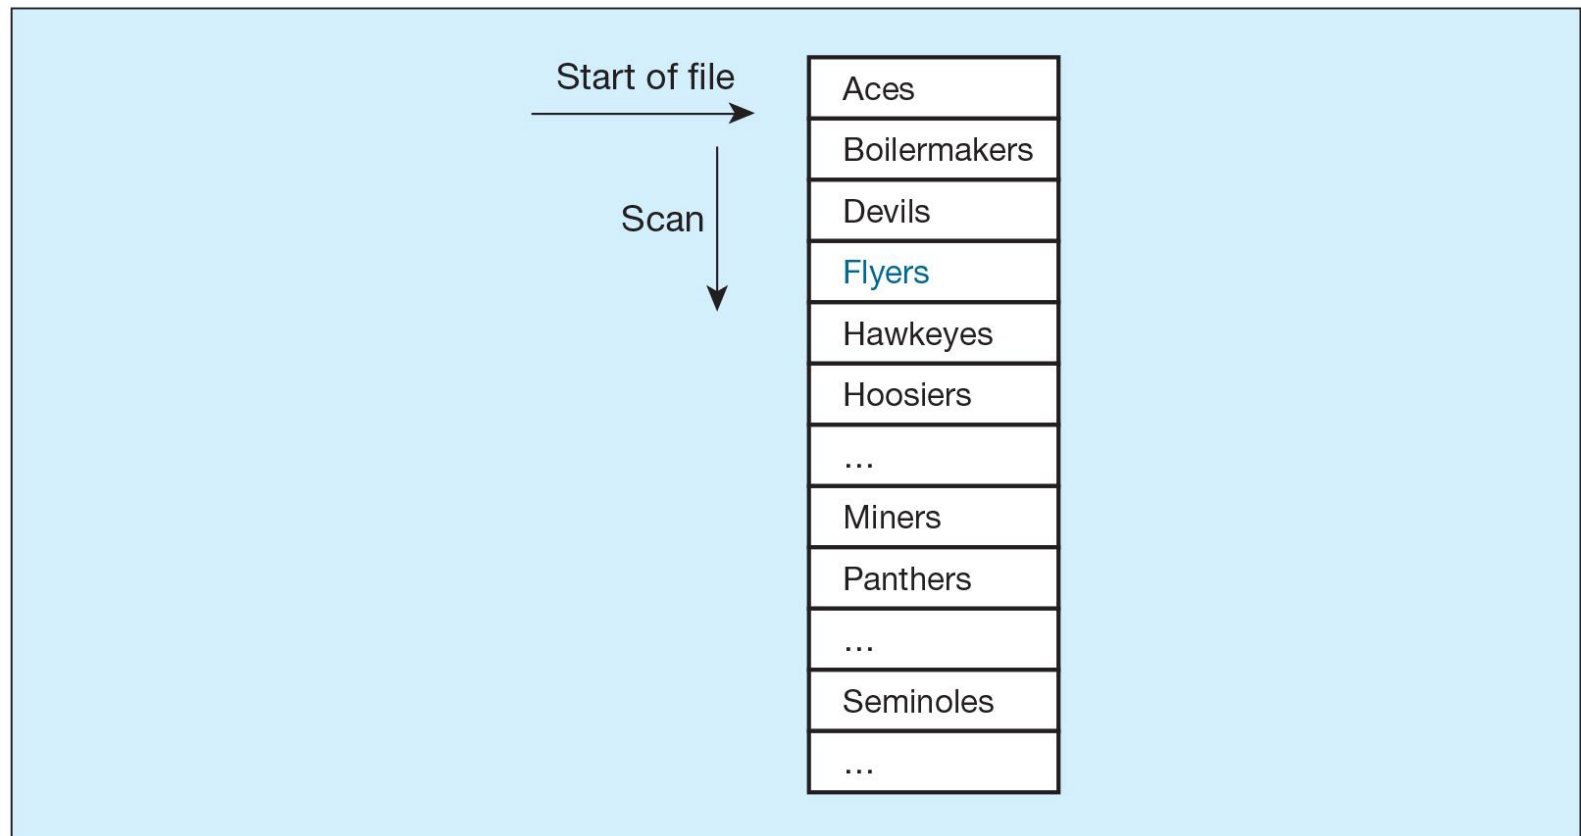 Start of file
Scan
Aces
Boilermakers
Devils
Flyers
Hawkeyes
Hoosiers
...
Miners
Panthers
...
Seminoles
...